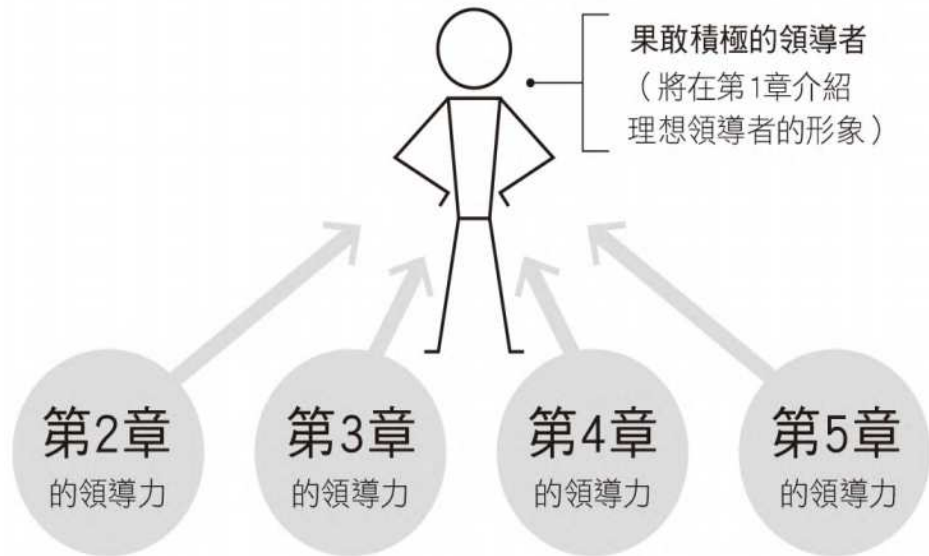 果敢積極的領導者
（將在第1章介紹
理想領導者的形象）
第2章
的領導力
第3章
的領導力
第4章
的領導力
第5章
的領導力